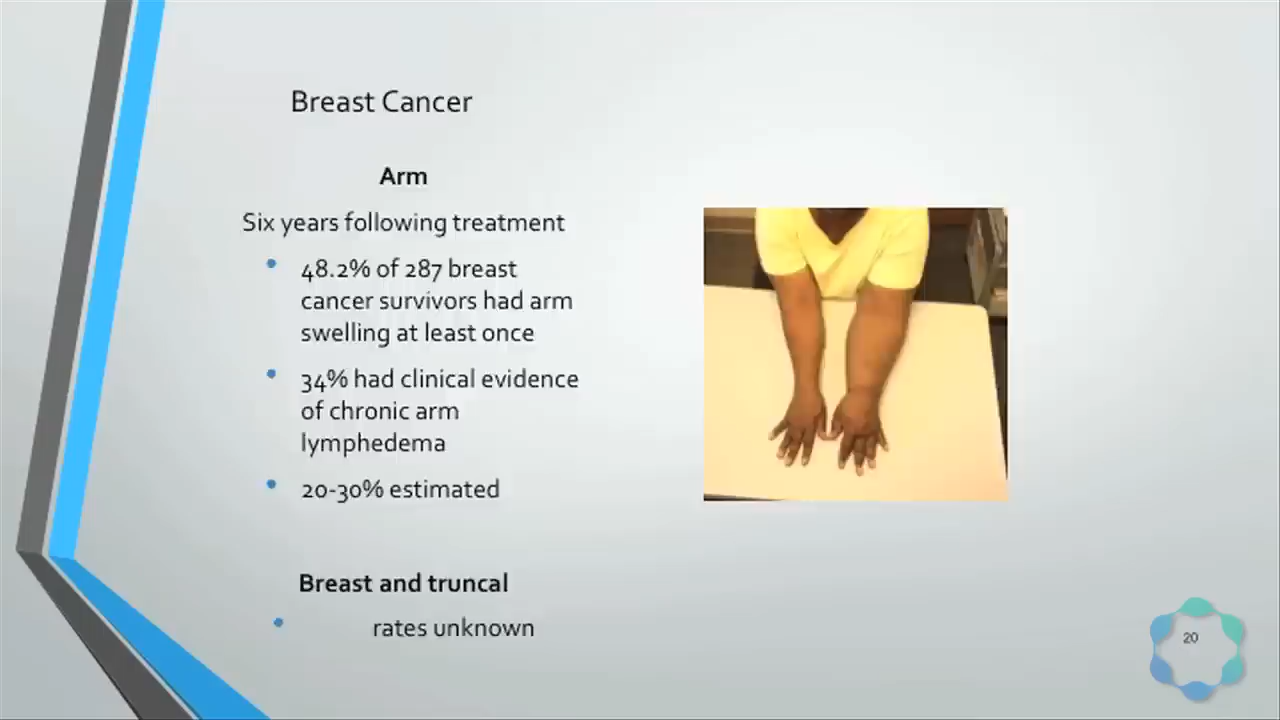 Breast Cancer
Arm
Six years following treatment
• 48.2% of 287 breast
cancer survivors had arm
swelling at least once
• 34% had clinical evidence
of chronic arm
lymphedema
• 20-30% estimated
Breast and truncal
• rates unknown
20